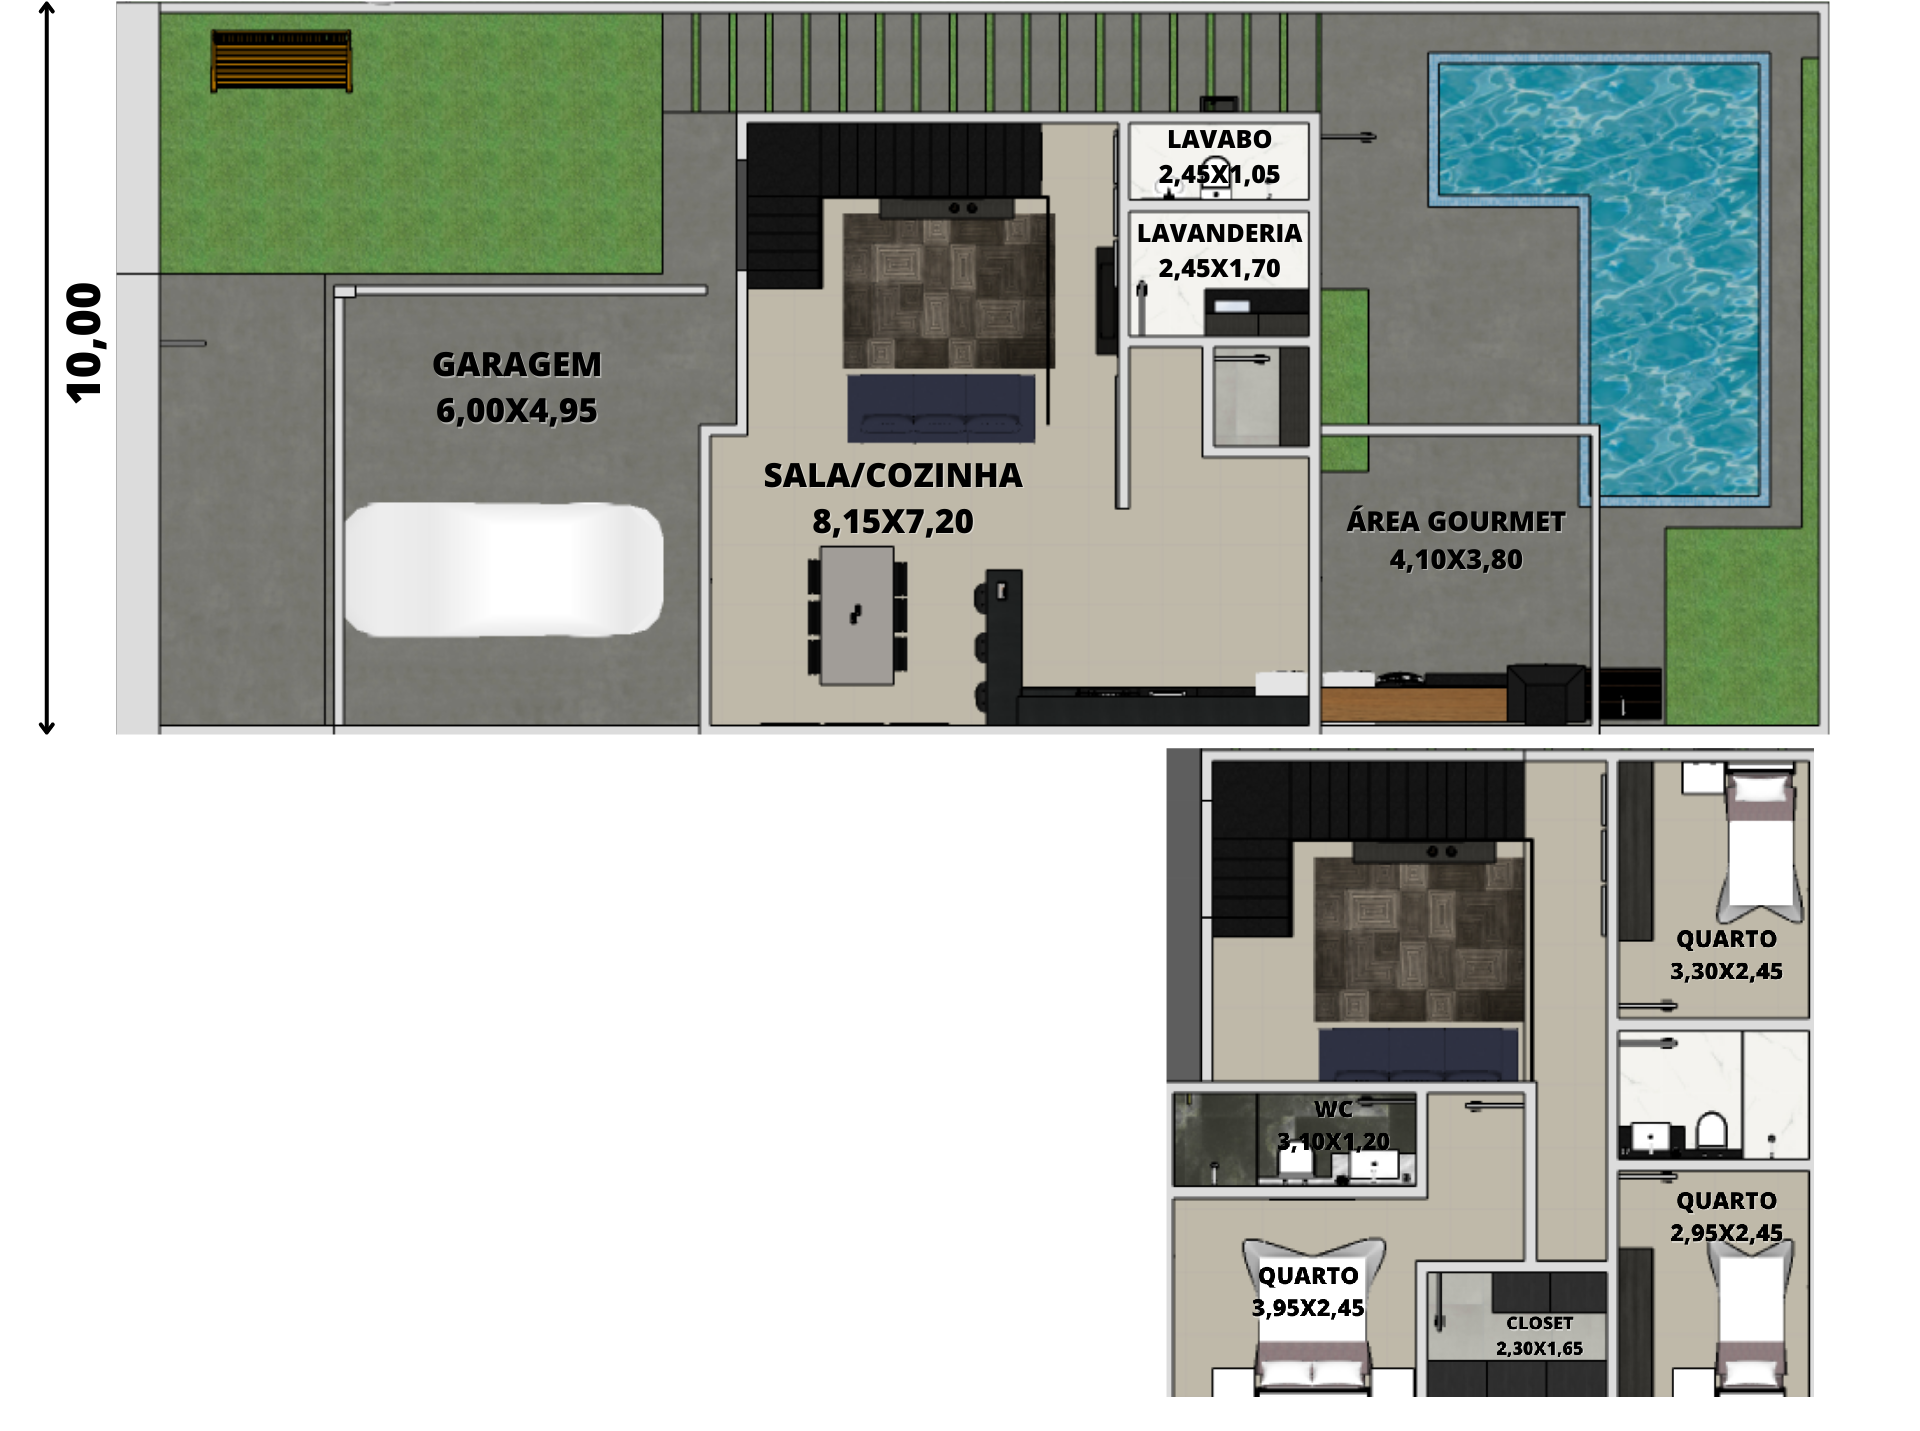 10,00
GARAGEM
6,00X4,95
SALA/COZINHA
8,15X7,20
LAVABO
2,45X1,05
LAVANDERIA
2,45X1,70
ÁREA GOURMET
4,10X3,80
QUARTO
3,30X2,45
WC
3,10X1,20
QUARTO
2,95X2,45
QUARTO
3,95X2,45
CLOSET
2,30X1,65